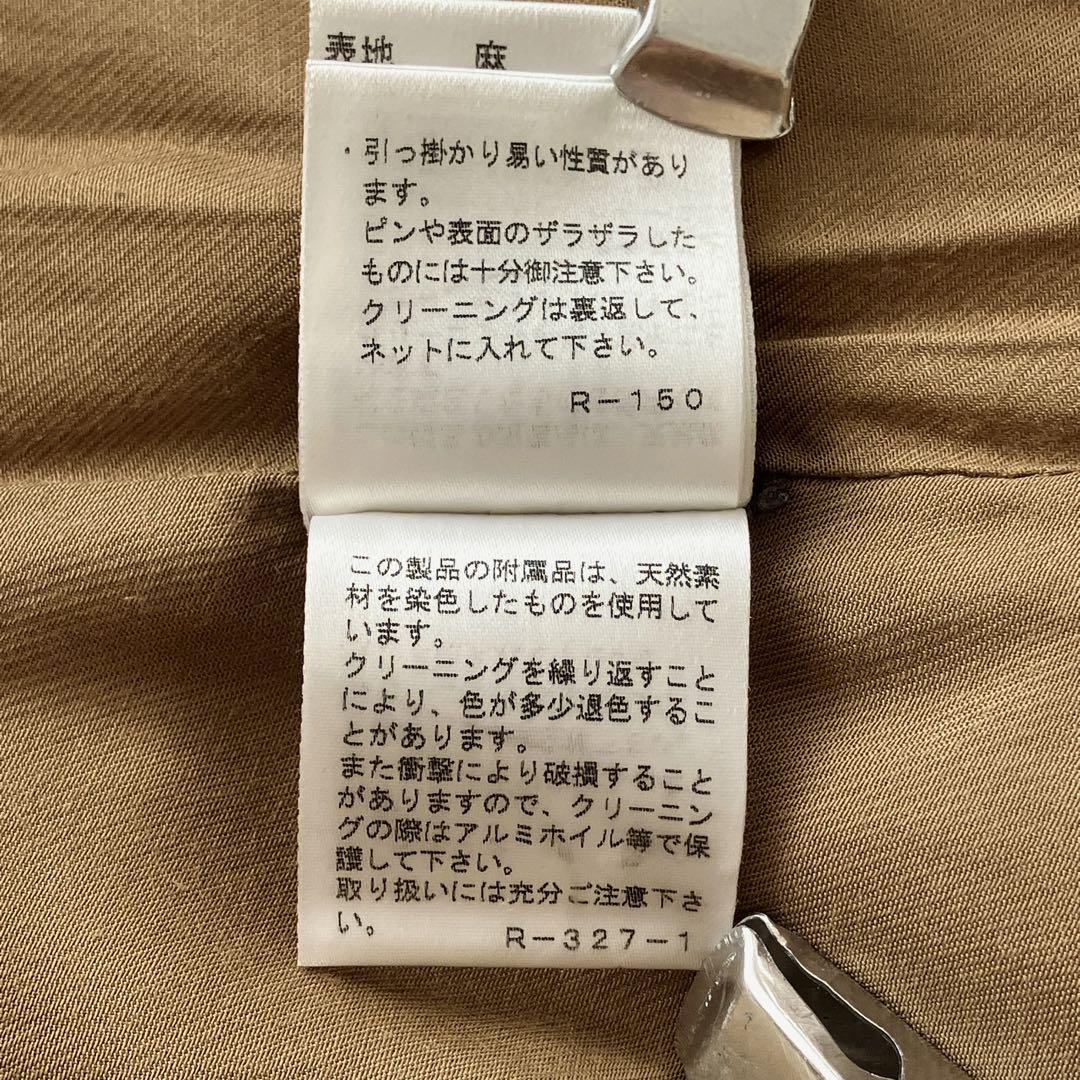 表地 麻
・引っ掛かり易い性質があり
ます。
ピンや表面のザラザラした
ものには十分御注意下さい。
クリーニングは裏返して、
ネットに入れて下さい。
R-150
この製品の附属品は、天然素
材を染色したものを使用して
います。
クリーニングを繰り返すこと
により、色が多少退色するこ
とがあります。
また衝撃により破損すること
がありますので、クリーニン
グの際はアルミホイル等で保
護して下さい。
取り扱いには充分ご注意下さ
い。
R-327-1